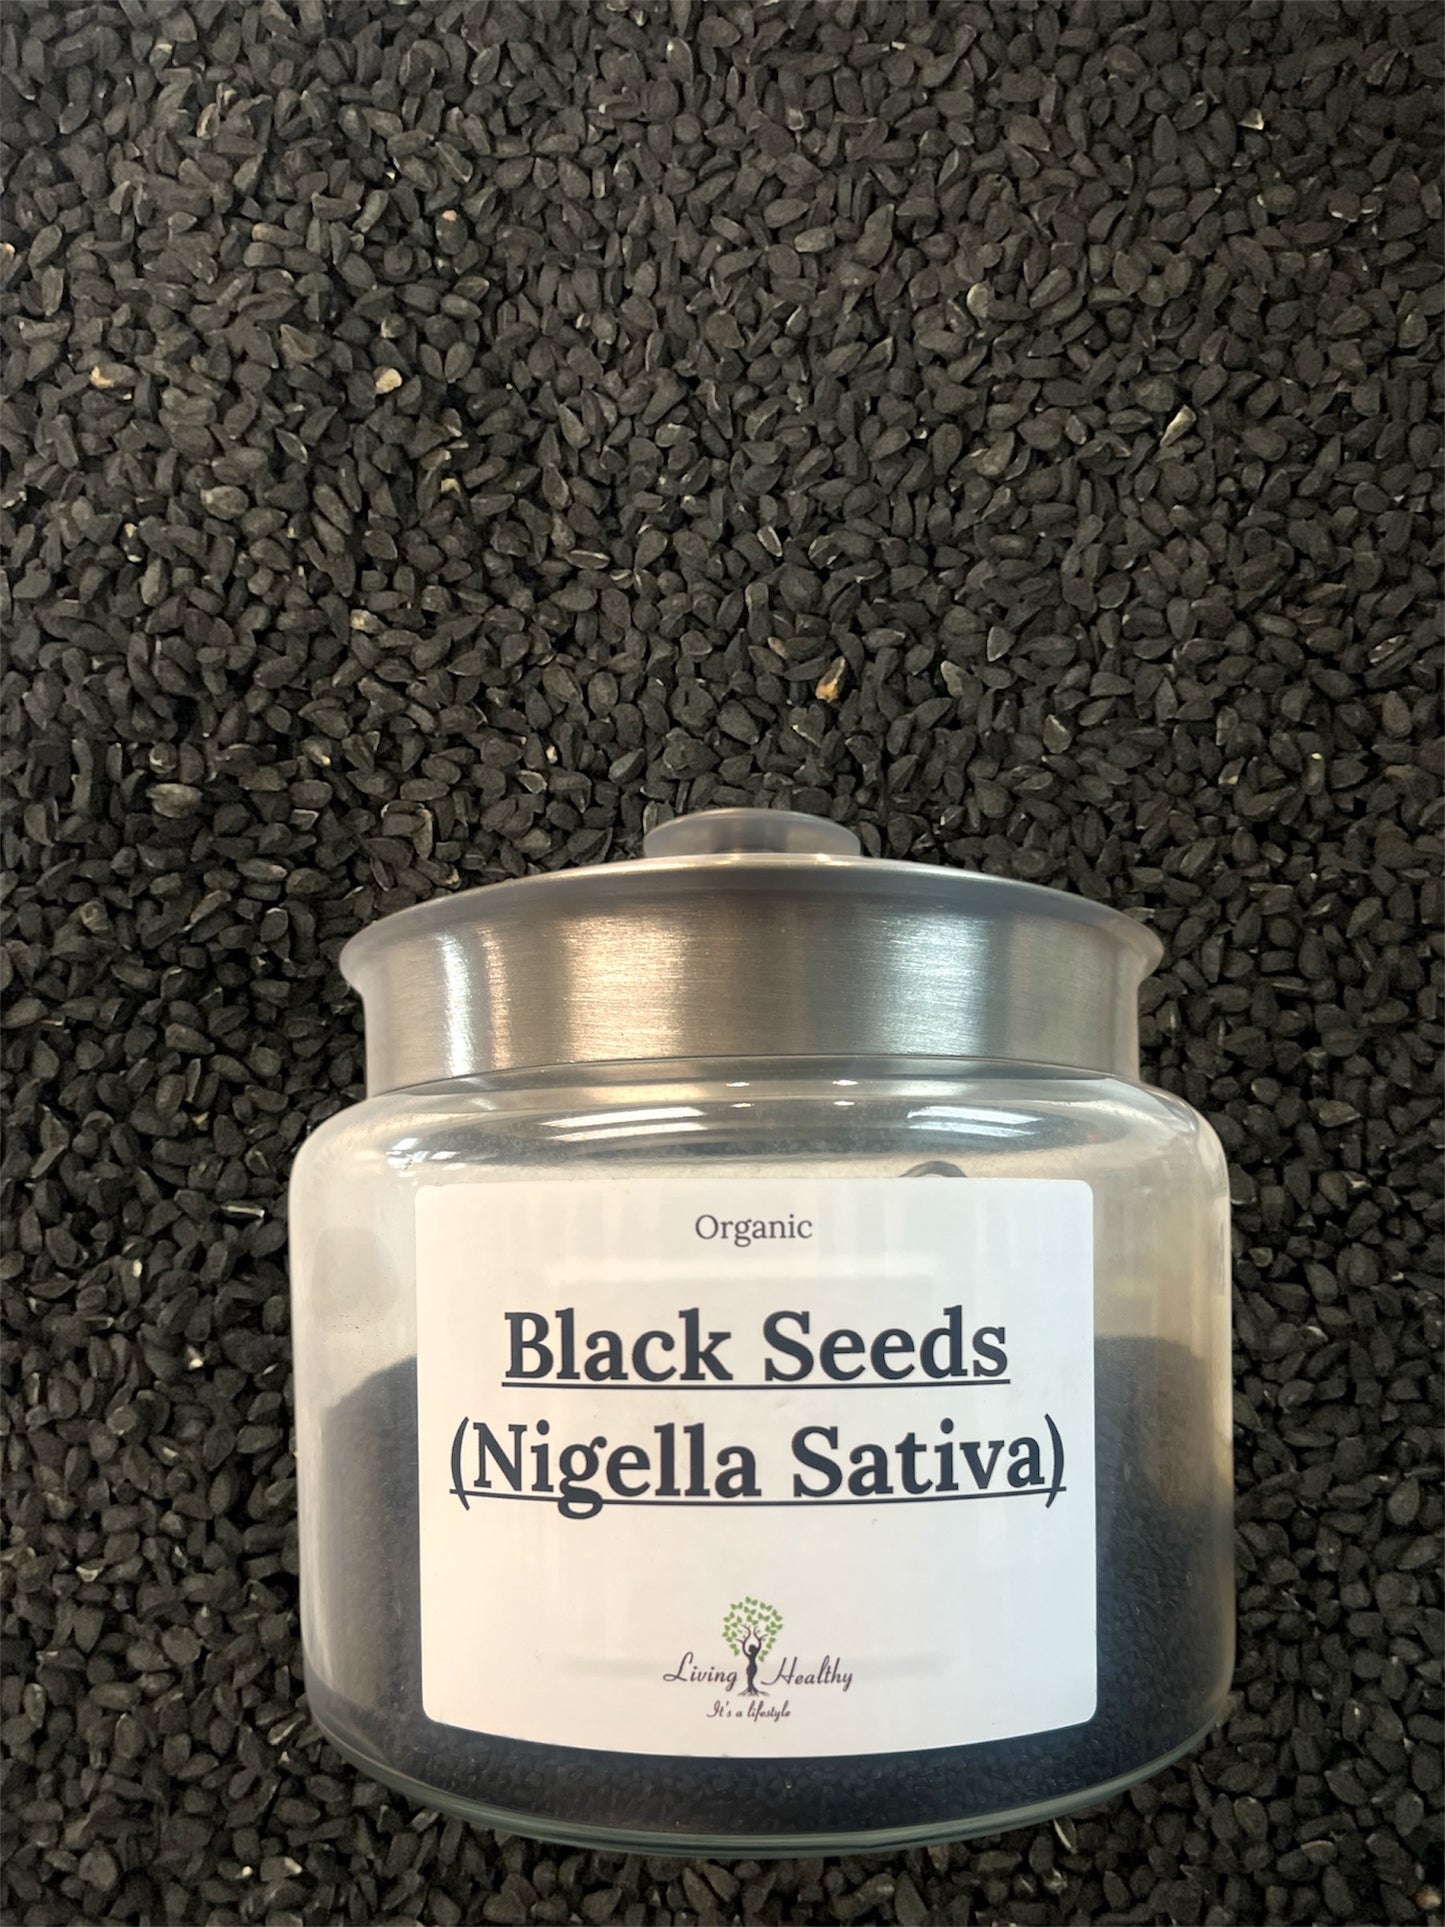 Organic
Black Seeds
(Nigella Sativa)
Living Healthy
It's a lifestyle